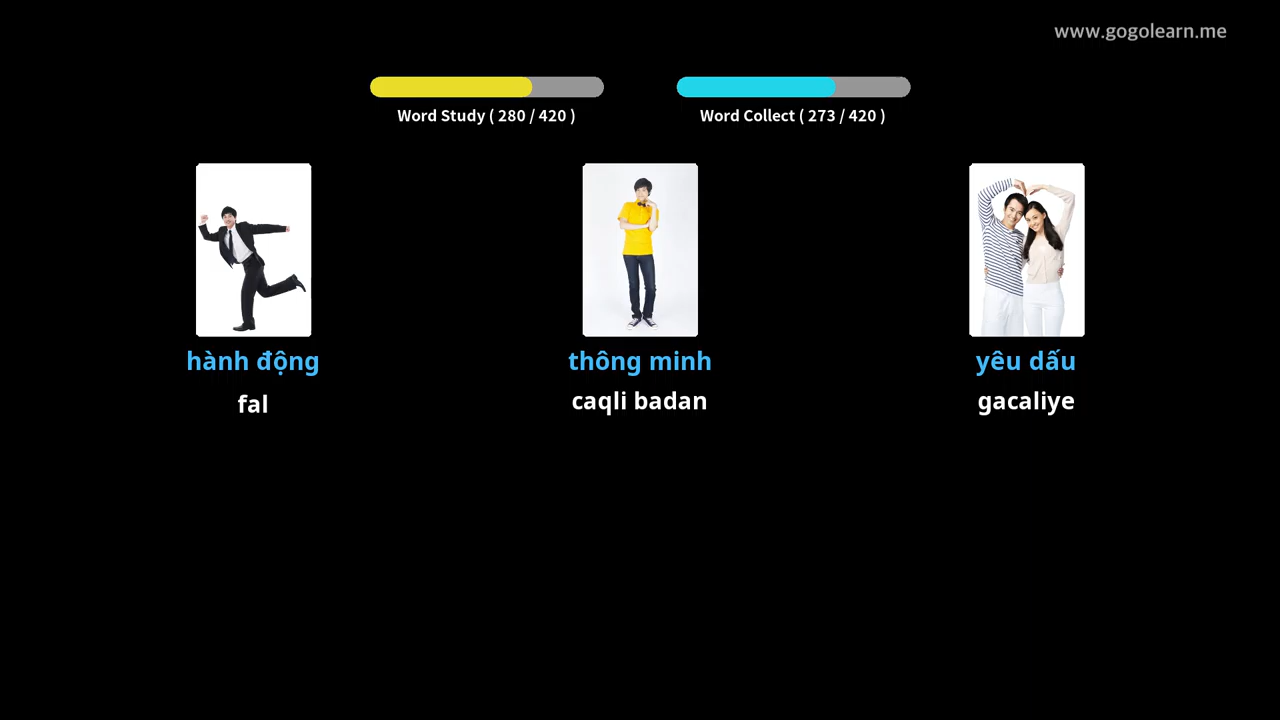 www.gogolearn.me
Word Study ( 280 / 420 )
Word Collect ( 273 / 420 )
hành động
thông minh
yêu dấu
fal
caqli badan
gacaliye